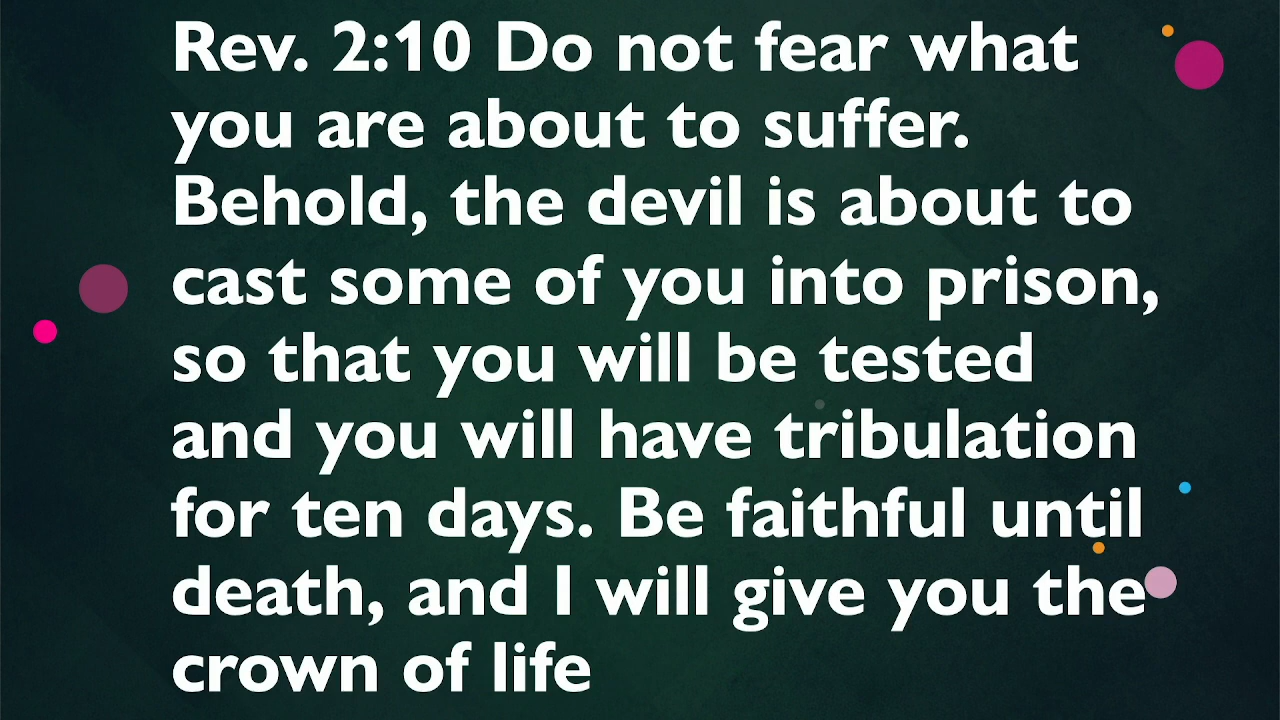 Rev. 2:10 Do not fear what
you are about to suffer.
Behold, the devil is about to
cast some of you into prison,
so that you will be tested
and you will have tribulation
for ten days. Be faithful until
death, and I will give you the
crown of life